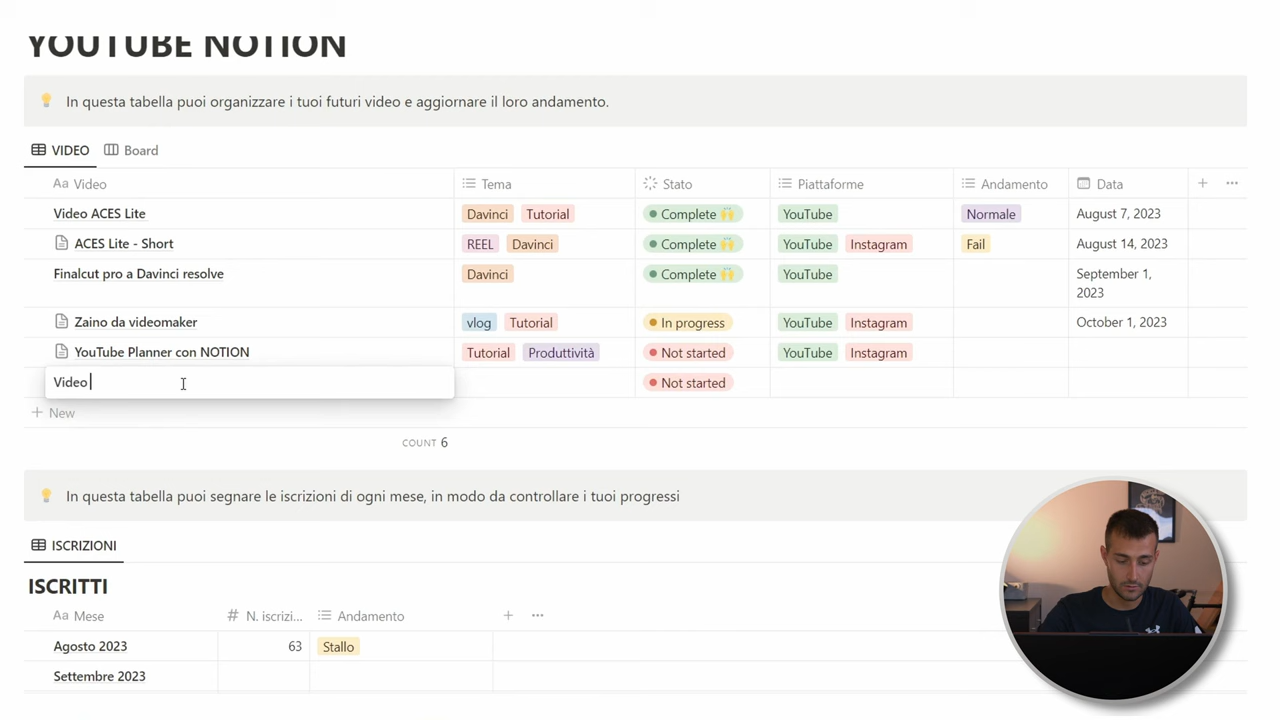 YOUTUBE NOTION
In questa tabella puoi organizzare i tuoi futuri video e aggiornare il loro andamento.
VIDEO Board
Aa Video Tema Stato Piattaforme Andamento Data
Video ACES Lite Davinci Tutorial Complete 🙌 YouTube Normale August 7, 2023
ACES Lite - Short REEL Davinci Complete 🙌 YouTube Instagram Fail August 14, 2023
Finalcut pro a Davinci resolve Davinci Complete 🙌 YouTube September 1,
2023
Zaino da videomaker vlog Tutorial In progress YouTube Instagram October 1, 2023
YouTube Planner con NOTION Tutorial Produttività Not started YouTube Instagram
Video Not started
+ New
COUNT 6
In questa tabella puoi segnare le iscrizioni di ogni mese, in modo da controllare i tuoi progressi
ISCRIZIONI
ISCRITTI
Aa Mese # N. iscrizi... Andamento
Agosto 2023 63 Stallo
Settembre 2023